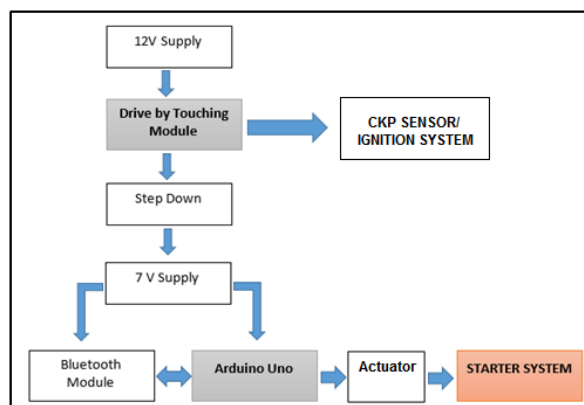 12V Supply
Drive by Touching
Module
CKP SENSOR/
IGNITION SYSTEM
Step Down
7 V Supply
Bluetooth
Module
Arduino Uno
Actuator
STARTER SYSTEM